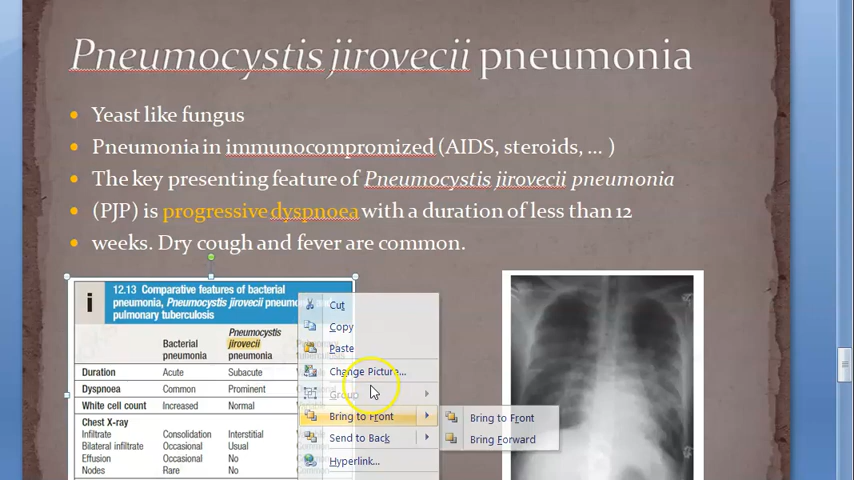 Pneumocystis jirovecii pneumonia
Yeast like fungus
Pneumonia in immunocompromized (AIDS, steroids, ... )
The key presenting feature of Pneumocystis jirovecii pneumonia
(PJP) is progressive dyspnoea with a duration of less than 12
weeks. Dry cough and fever are common.
i
12.13 Comparative features of bacterial
pneumonia, Pneumocystis jirovecii
pulmonary tuberculosis
Bacterial pneumonia
Pneumocystis jirovecii pneumonia
Duration Acute Subacute
Dyspnoea Common Prominent
White cell count Increased Normal
Chest X-ray
Infiltrate Consolidation Interstitial
Bilateral infiltrate Occasional Usual
Effusion Occasional No
Nodes Rare No
Cut
Copy
Paste
Change Picture...
Group
Bring to Front
Send to Back
Hyperlink...
Bring to Front
Bring Forward